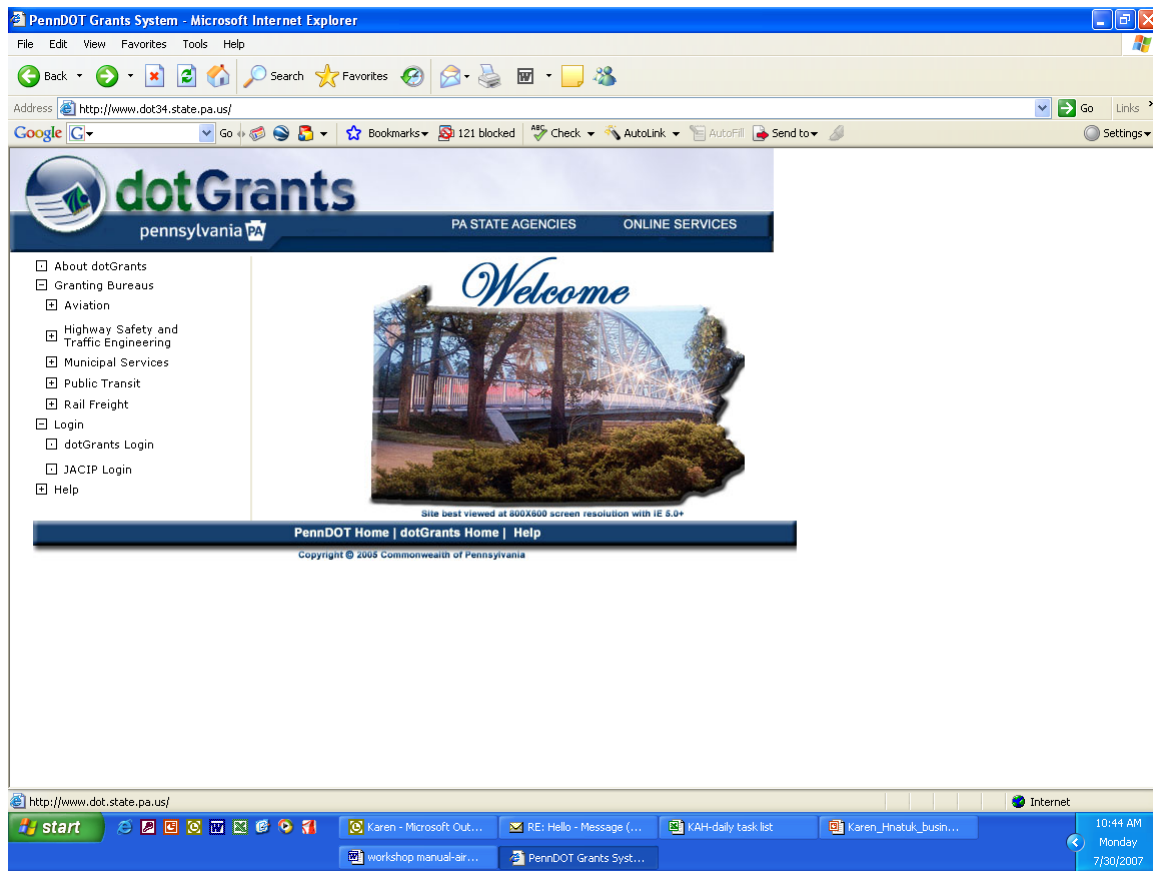 PennDOT Grants System - Microsoft Internet Explorer
File Edit View Favorites Tools Help
Back Search Favorites
Address http://www.dot34.state.pa.us/ Go Links
Google G Go Bookmarks 121 blocked ABC Check AutoLink AutoFill Send to Settings
dotGrants
pennsylvania PA PA STATE AGENCIES ONLINE SERVICES
About dotGrants
Granting Bureaus
Aviation
Highway Safety and
Traffic Engineering
Municipal Services
Public Transit
Rail Freight
Login
dotGrants Login
JACIP Login
Help
Welcome
Site best viewed at 800X600 screen resolution with IE 5.0+
PennDOT Home | dotGrants Home | Help
Copyright © 2005 Commonwealth of Pennsylvania
http://www.dot.state.pa.us/ Internet
start Karen - Microsoft Out... RE: Hello - Message (... KAH-daily task list Karen_Hnatuk_busin... 10:44 AM
Monday
workshop manual-air... PennDOT Grants Syst... 7/30/2007